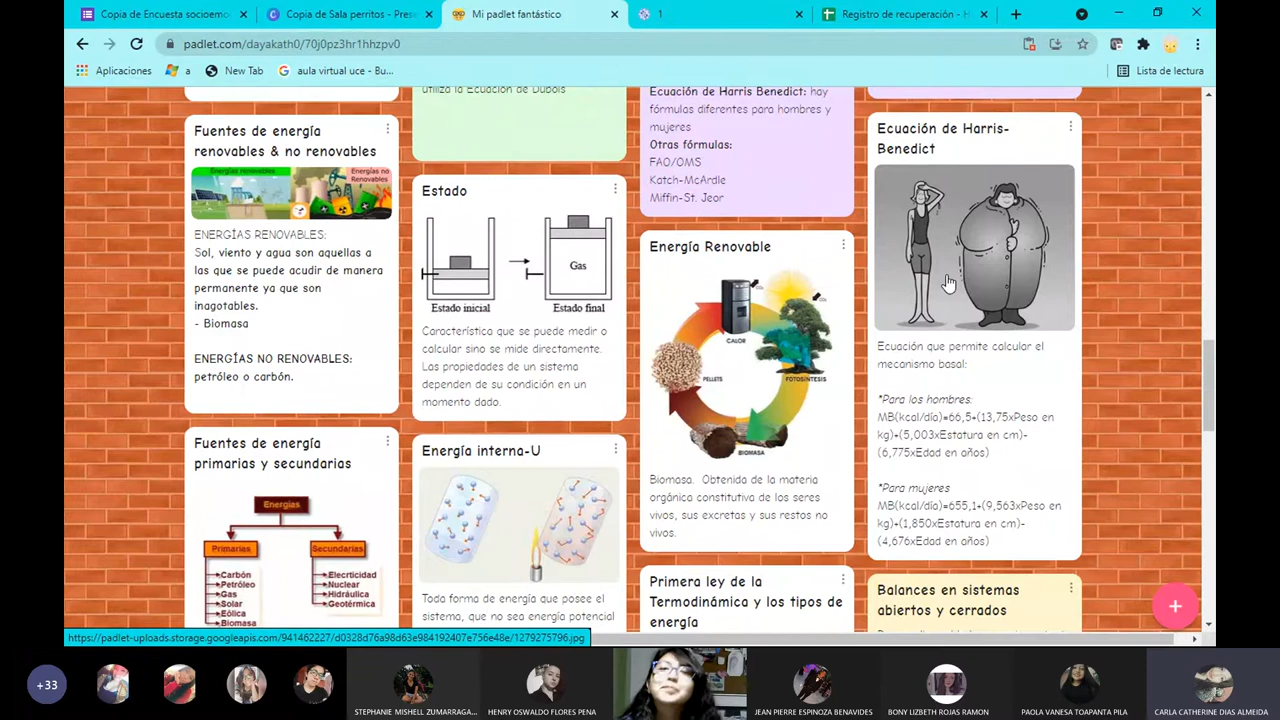 Copia de Encuesta socioemo
Copia de Sala perritos - Pres
Mi padlet fantástico
1
Registro de recuperación - H
padlet.com/dayakath0/70j0pz3hr1hhzpv0
Aplicaciones
a
New Tab
aula virtual uce - Bu...
Lista de lectura
Fuentes de energía
renovables & no renovables
Energías renovables
Energías no
Renovables
ENERGÍAS RENOVABLES:
Sol, viento y agua son aquellas a
las que se puede acudir de manera
permanente ya que son
inagotables.
- Biomasa
ENERGÍAS NO RENOVABLES:
petróleo o carbón.
Fuentes de energía
primarias y secundarias
Energías
Primarias
Secundarias
Carbón
Petróleo
Gas
Solar
Eólica
Biomasa
Elecrticidad
Nuclear
Hidráulica
Geotérmica
utiliza la Ecuación de Dubois
Estado
Gas
Estado inicial
Estado final
Característica que se puede medir o
calcular sino se mide directamente.
Las propiedades de un sistema
dependen de su condición en un
momento dado.
Energía interna-U
Toda forma de energía que posee el
sistema, que no sea energía potencial
Ecuación de Harris Benedict: hay
fórmulas diferentes para hombres y
mujeres
Otras fórmulas:
FAO/OMS
Katch-McArdle
Miffin-St. Jeor
Energía Renovable
CALOR
PELLETS
FOTOSÍNTESIS
BIOMASA
Biomasa. Obtenida de la materia
orgánica constitutiva de los seres
vivos, sus excretas y sus restos no
vivos.
Primera ley de la
Termodinámica y los tipos de
energía
Ecuación de Harris-
Benedict
Ecuación que permite calcular el
mecanismo basal:
*Para los hombres:
MB(kcal/día)=66,5+(13,75xPeso en
kg)+(5,003xEstatura en cm)-
(6,775xEdad en años)
*Para mujeres
MB(kcal/día)=655,1+(9,563xPeso en
kg)+(1,850xEstatura en cm)-
(4,676xEdad en años)
Balances en sistemas
abiertos y cerrados
https://padlet-uploads.storage.googleapis.com/941462227/d0328d76a98d63e984192407e756e48e/1279275796.jpg
+33
STEPHANIE MISHELL ZUMARRAGA...
HENRY OSWALDO FLORES PENA
JEAN PIERRE ESPINOZA BENAVIDES
BONY LIZBETH ROJAS RAMON
PAOLA VANESA TOAPANTA PILA
CARLA CATHERINE DIAS ALMEIDA